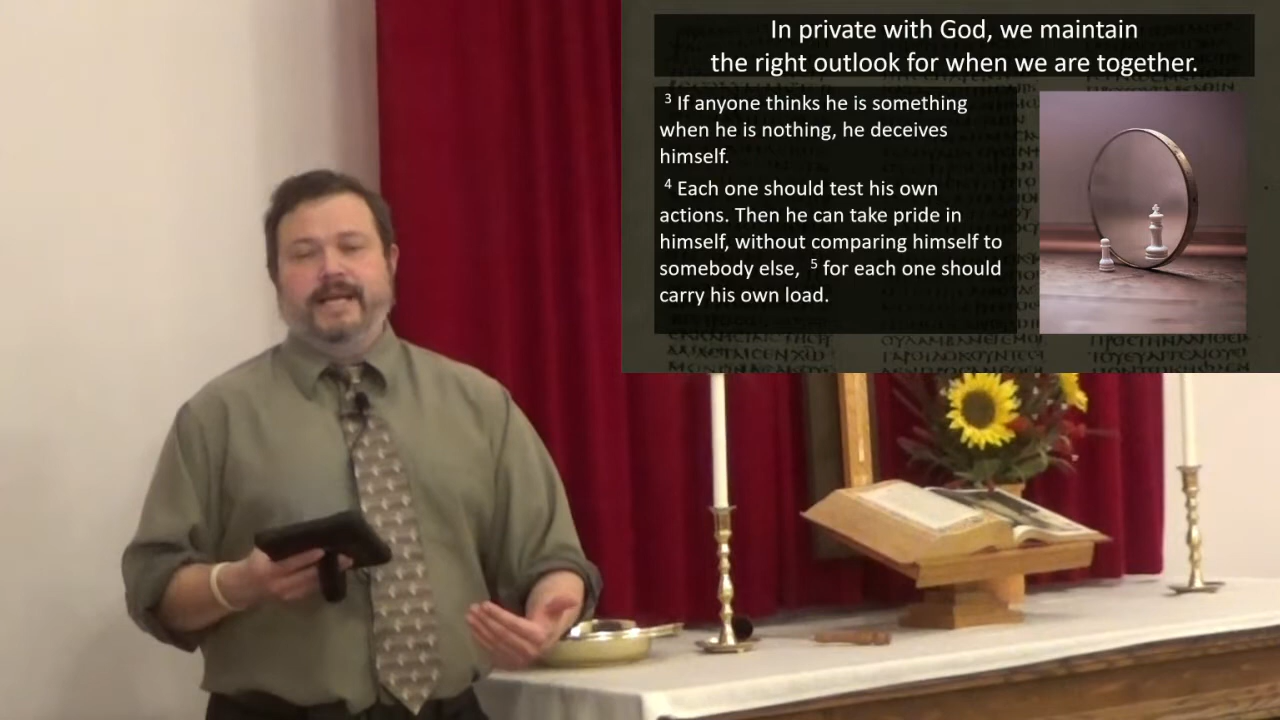 In private with God, we maintain
the right outlook for when we are together.
3 If anyone thinks he is something
when he is nothing, he deceives
himself.
4 Each one should test his own
actions. Then he can take pride in
himself, without comparing himself to
somebody else, 5 for each one should
carry his own load.